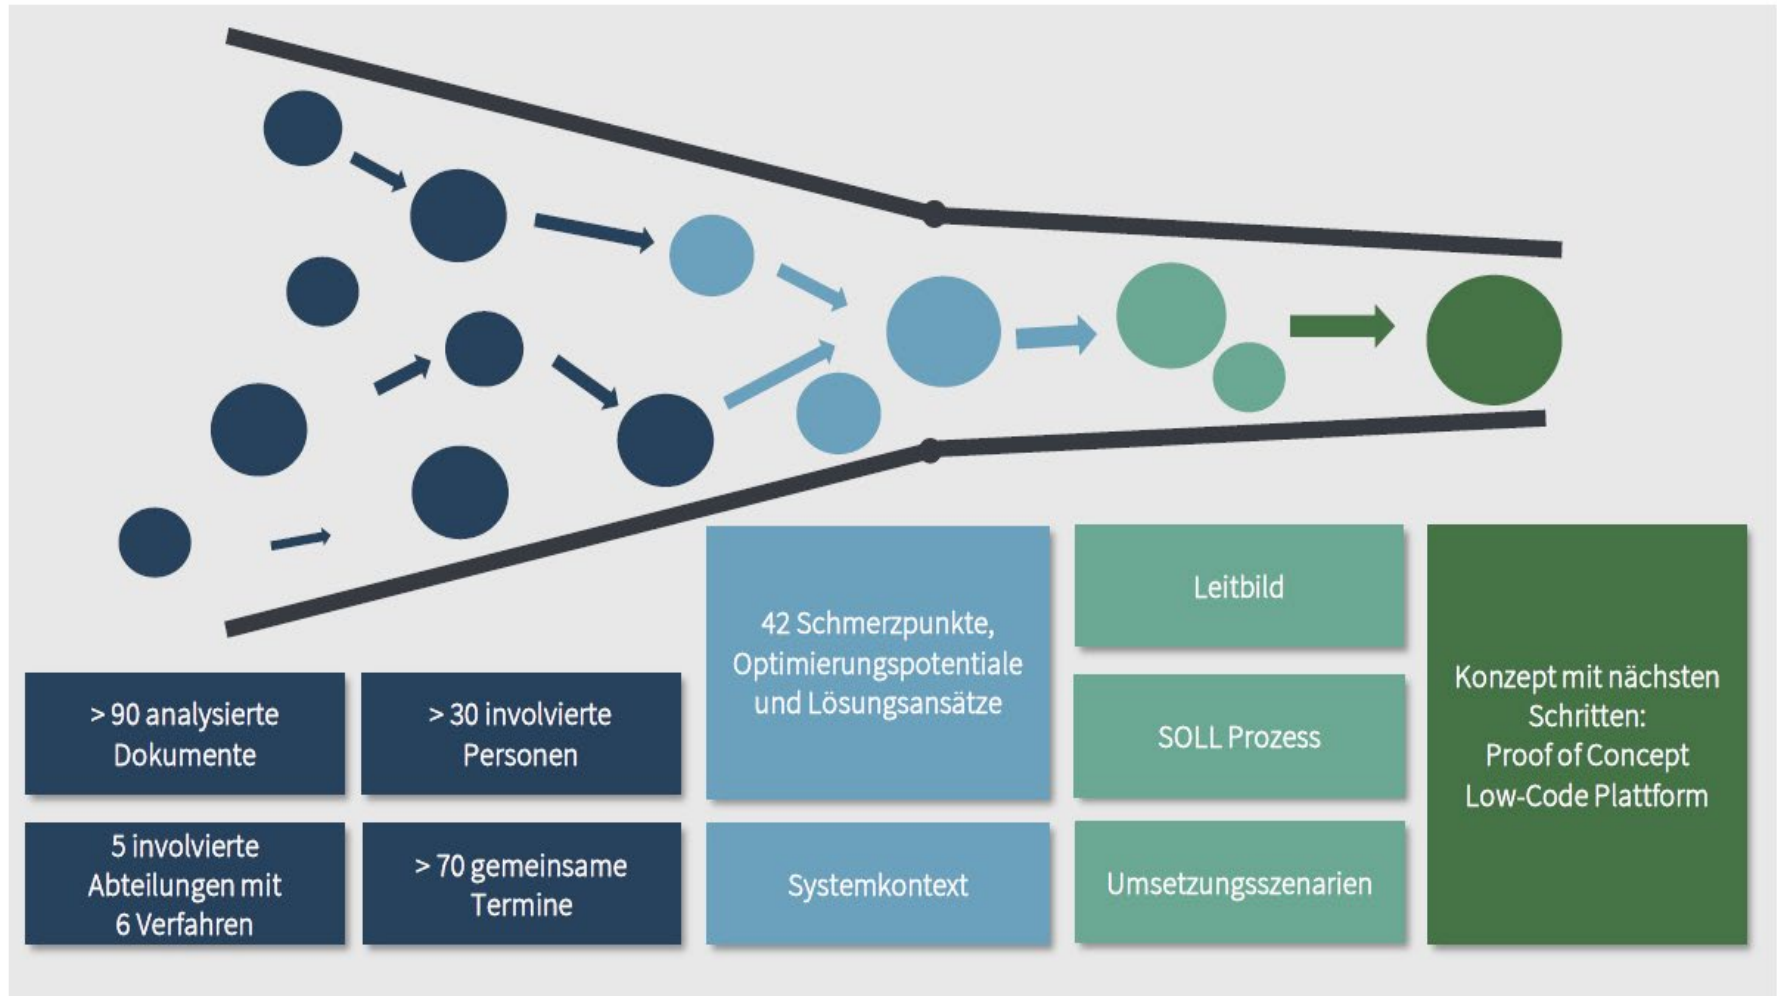 > 90 analysierte
Dokumente
> 30 involvierte
Personen
5 involvierte
Abteilungen mit
6 Verfahren
> 70 gemeinsame
Termine
42 Schmerzpunkte,
Optimierungspotentiale
und Lösungsansätze
Systemkontext
Leitbild
SOLL Prozess
Umsetzungsszenarien
Konzept mit nächsten
Schritten:
Proof of Concept
Low-Code Plattform